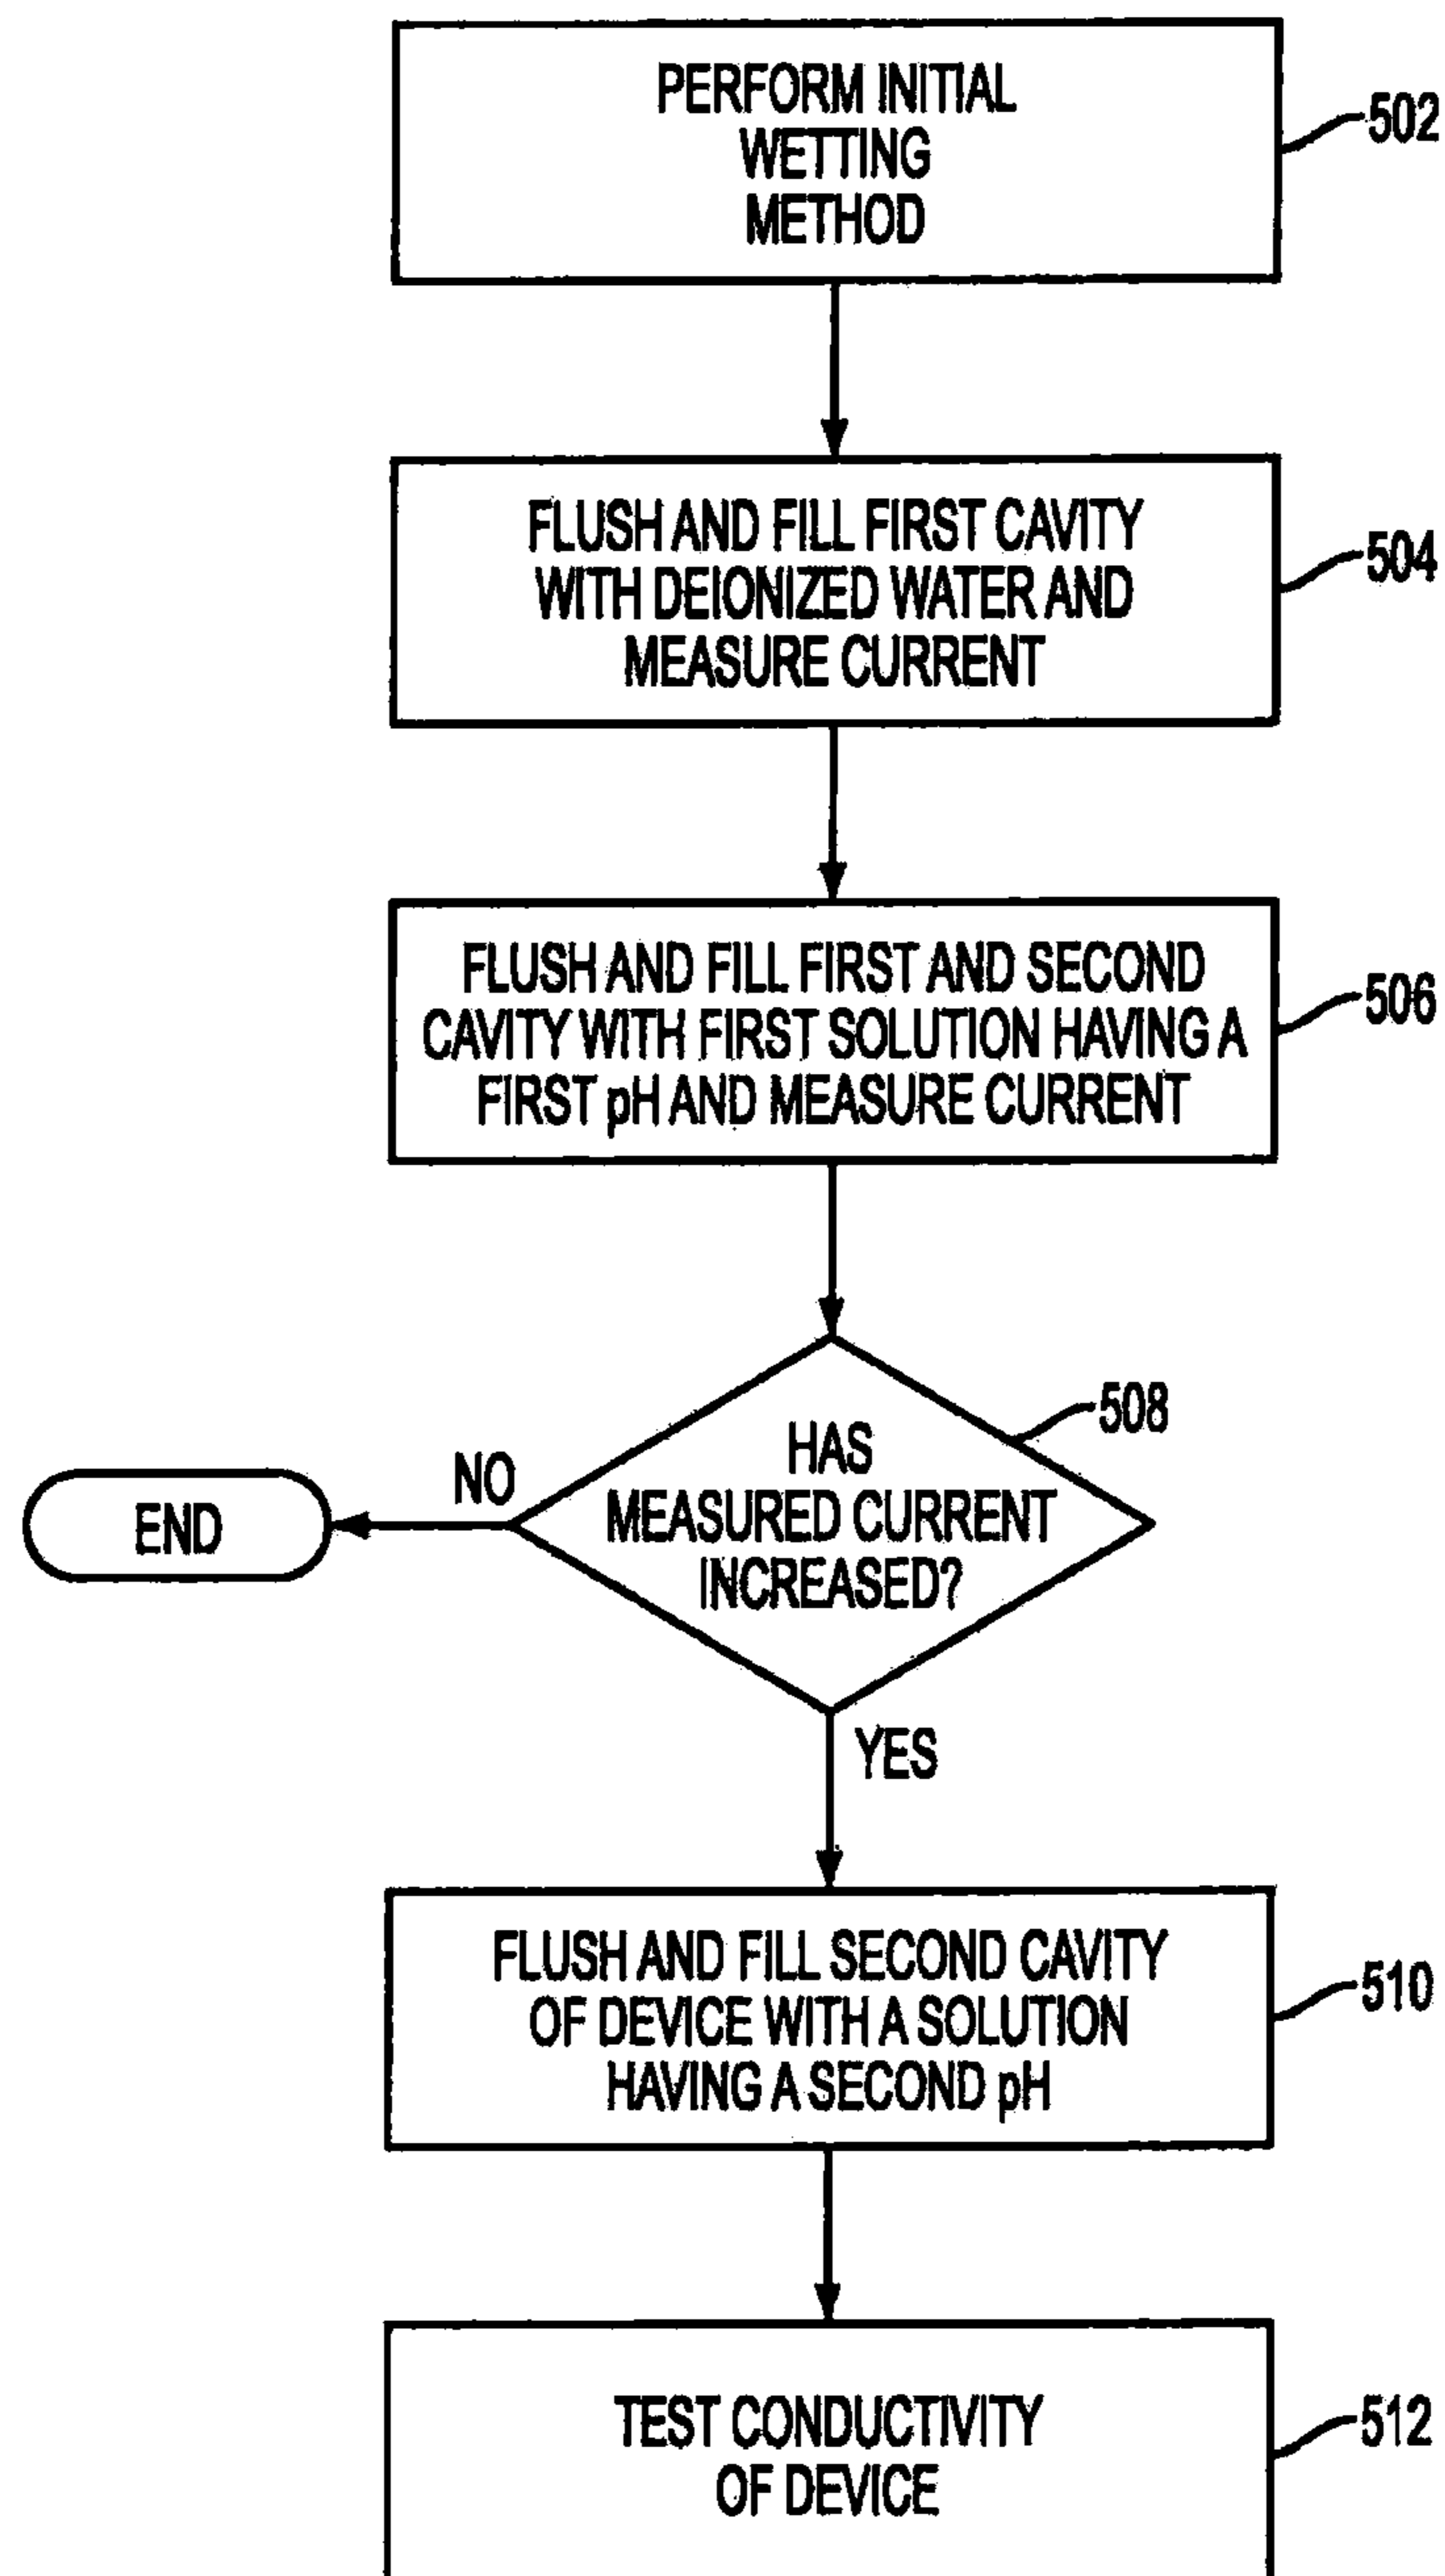 PERFORM INITIAL
WETTING
METHOD
502
FLUSH AND FILL FIRST CAVITY
WITH DEIONIZED WATER AND
MEASURE CURRENT
504
FLUSH AND FILL FIRST AND SECOND
CAVITY WITH FIRST SOLUTION HAVING A
FIRST pH AND MEASURE CURRENT
506
HAS
MEASURED CURRENT
INCREASED?
508
NO
END
YES
FLUSH AND FILL SECOND CAVITY
OF DEVICE WITH A SOLUTION
HAVING A SECOND pH
510
TEST CONDUCTIVITY
OF DEVICE
512